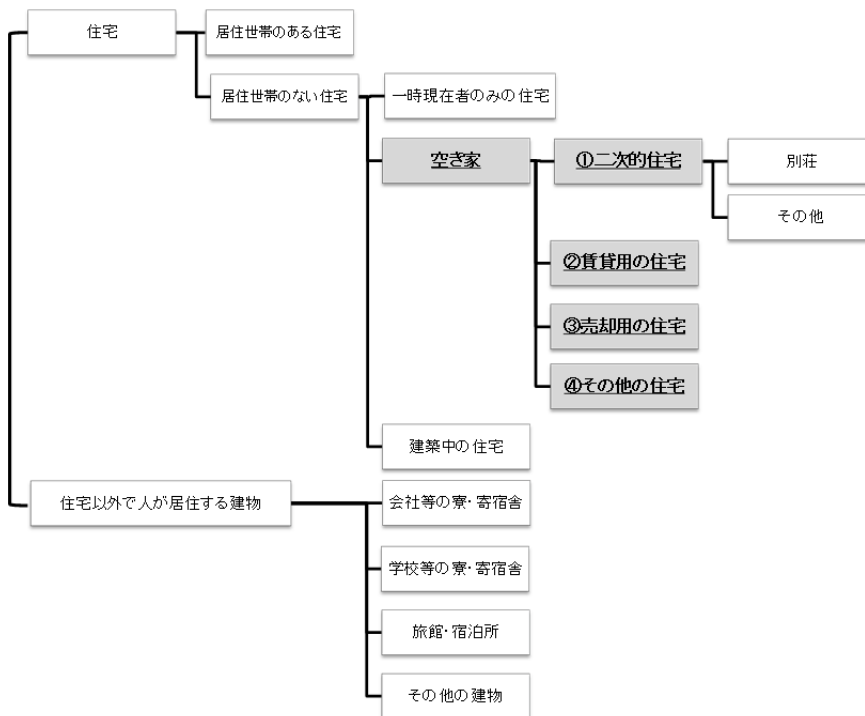 住宅
居住世帯のある住宅
居住世帯のない住宅
一時現在者のみの住宅
空き家
①二次的住宅
別荘
その他
②賃貸用の住宅
③売却用の住宅
④その他の住宅
建築中の住宅
住宅以外で人が居住する建物
会社等の寮・寄宿舎
学校等の寮・寄宿舎
旅館・宿泊所
その他の建物